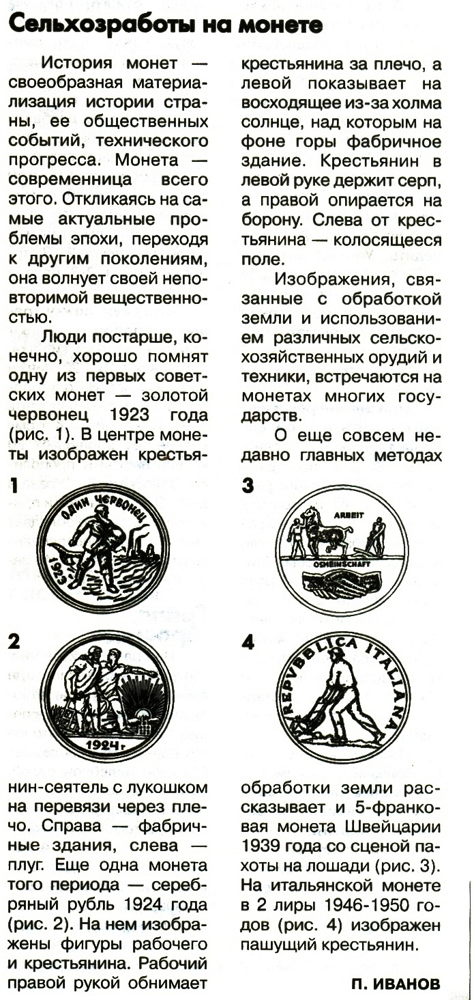 Сельхозработы на монете
История монет —
своеобразная материа-
лизация истории стра-
ны, ее общественных
событий, технического
прогресса. Монета —
современница всего
этого. Откликаясь на са-
мые актуальные про-
блемы эпохи, переходя
к другим поколениям,
она волнует своей непо-
вторимой вещественно-
стью.
Люди постарше, ко-
нечно, хорошо помнят
одну из первых совет-
ских монет — золотой
червонец 1923 года
(рис. 1). В центре моне-
ты изображен крестья-
1
ОДИН ЧЕРВОНЕЦ
1923
2
1924 г
нин-сеятель с лукошком
на перевязи через пле-
чо. Справа — фабрич-
ные здания, слева —
плуг. Еще одна монета
того периода — сереб-
ряный рубль 1924 года
(рис. 2). На нем изобра-
жены фигуры рабочего
и крестьянина. Рабочий
правой рукой обнимает
крестьянина за плечо, а
левой показывает на
восходящее из-за холма
солнце, над которым на
фоне горы фабричное
здание. Крестьянин в
левой руке держит серп,
а правой опирается на
борону. Слева от крес-
тьянина — колосящееся
поле.
Изображения, свя-
занные с обработкой
земли и использовани-
ем различных сельско-
хозяйственных орудий и
техники, встречаются на
монетах многих госу-
дарств.
О еще совсем не-
давно главных методах
3
ARBEIT
OSMEINSCHAFT
4
REPVBBLICA ITALIANA
обработки земли рас-
сказывает и 5-франко-
вая монета Швейцарии
1939 года со сценой па-
хоты на лошади (рис. 3).
На итальянской монете
в 2 лиры 1946-1950 го-
дов (рис. 4) изображен
пашущий крестьянин.
П. ИВАНОВ